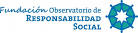 Fundación Observatorio de
RESPONSABILIDAD
SOCIAL